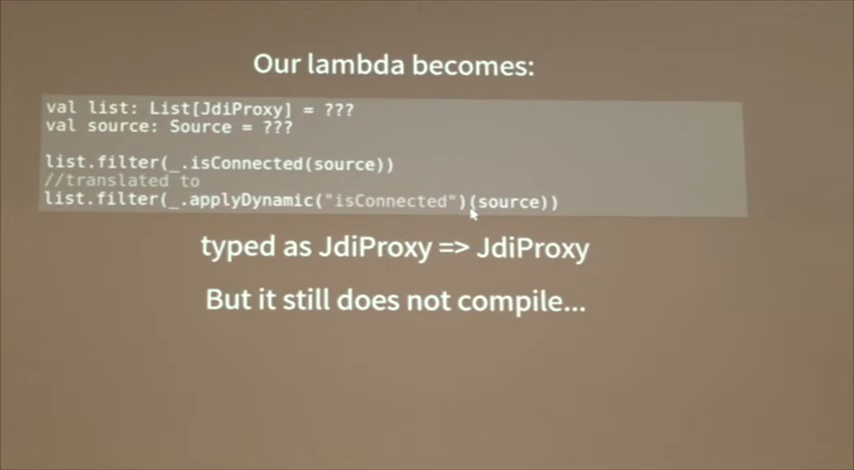 Our lambda becomes:
val list: List[JdiProxy] = ???
val source: Source = ???
list.filter(_.isConnected(source))
//translated to
list.filter(_.applyDynamic("isConnected")(source))
typed as JdiProxy => JdiProxy
But it still does not compile...